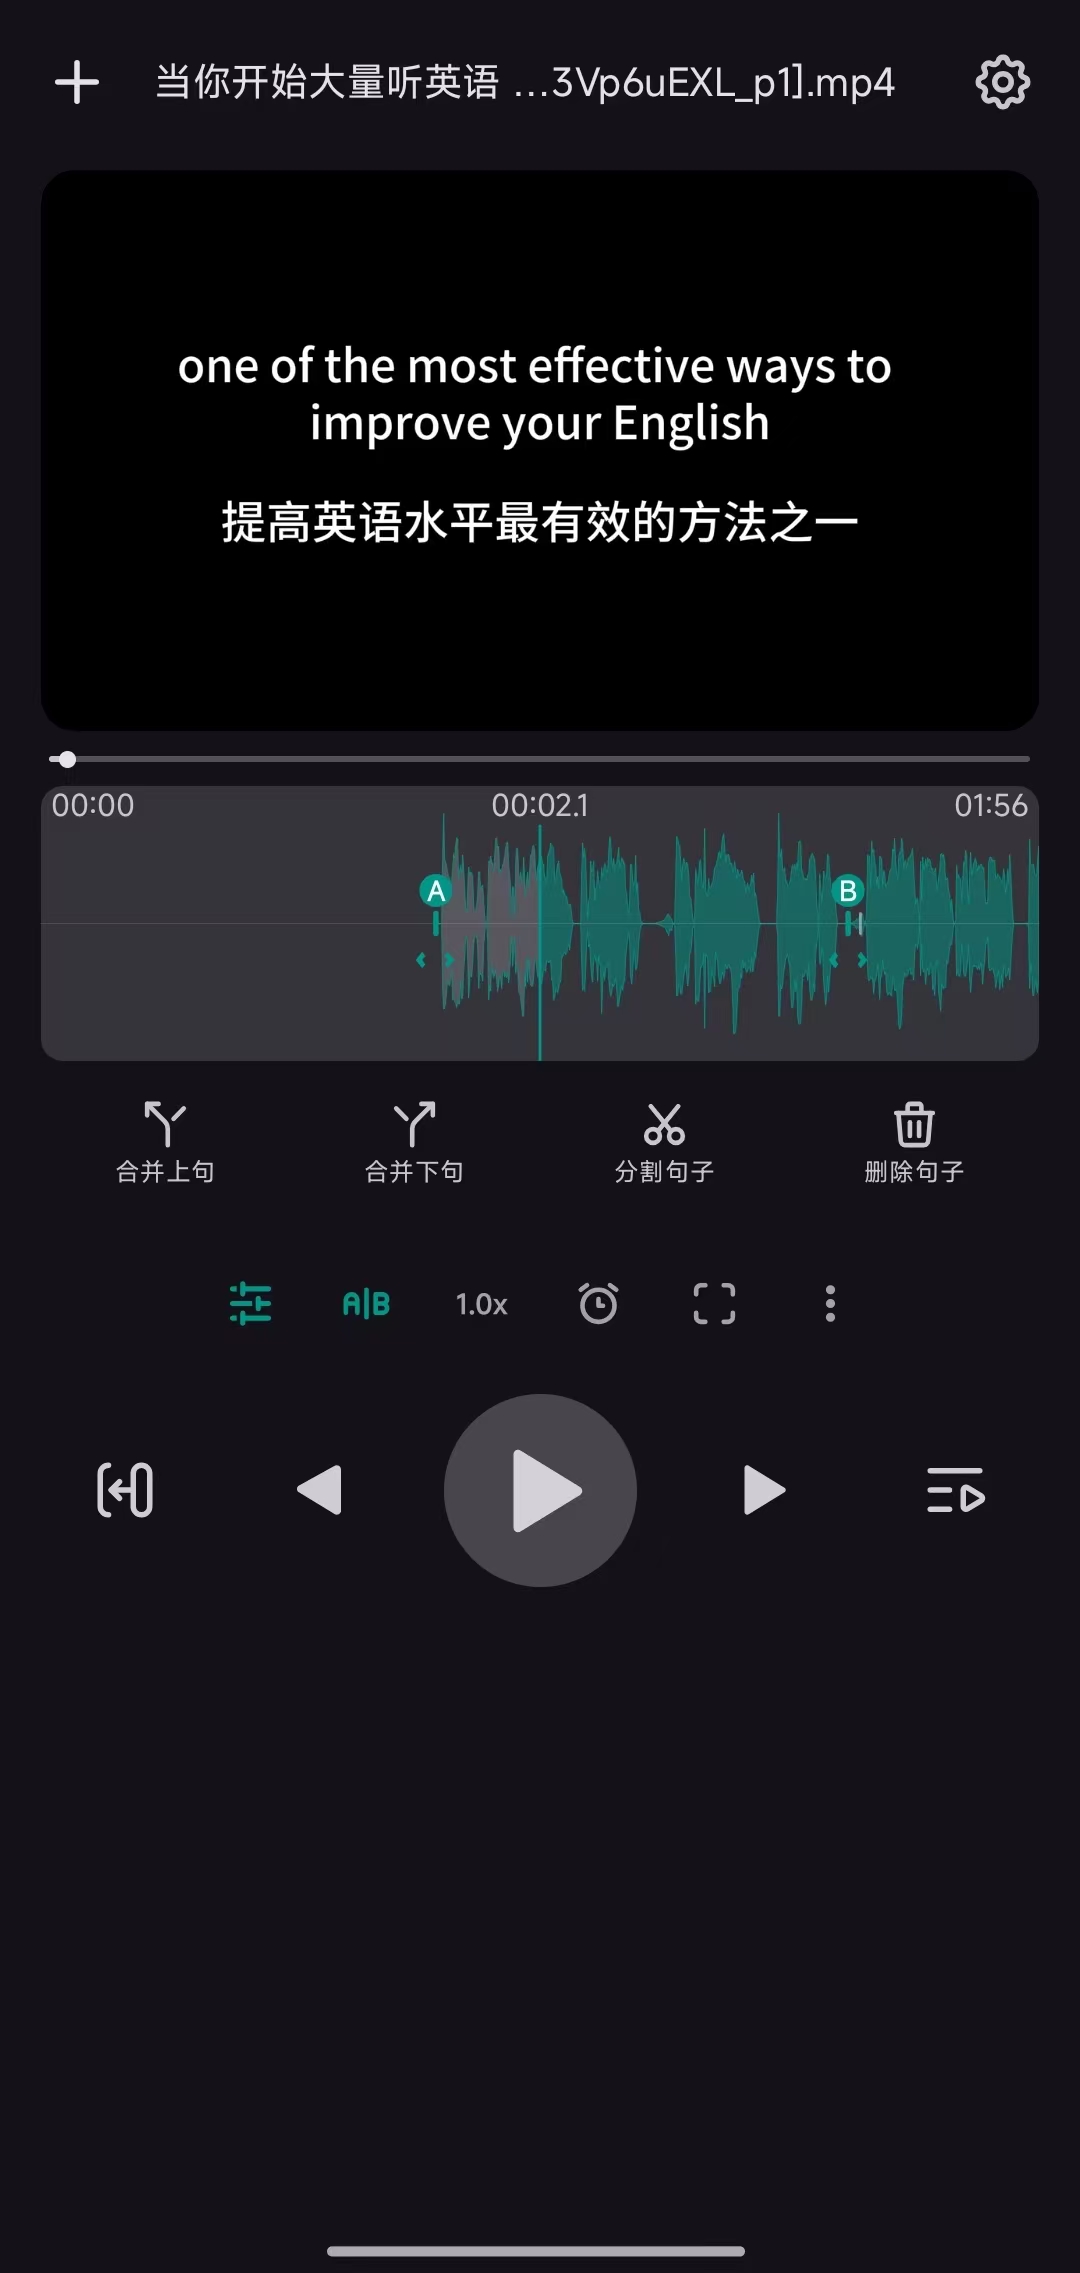 当你开始大量听英语 ...3Vp6uEXL_p1].mp4
one of the most effective ways to
improve your English
提高英语水平最有效的方法之一
00:00 00:02.1 01:56
A B
合并上句 合并下句 分割句子 删除句子
A|B 1.0x